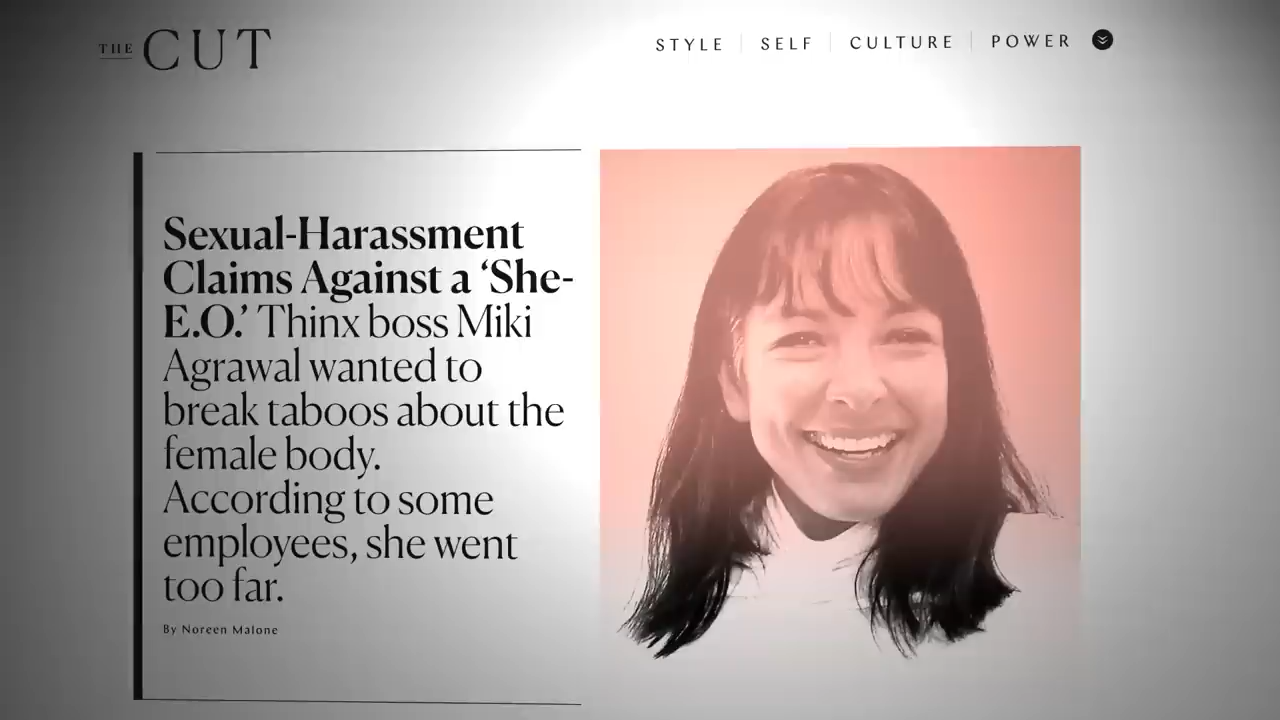 THE CUT
STYLE SELF CULTURE POWER
Sexual-Harassment
Claims Against a ‘She-
E.O.’ Thinx boss Miki
Agrawal wanted to
break taboos about the
female body.
According to some
employees, she went
too far.
By Noreen Malone